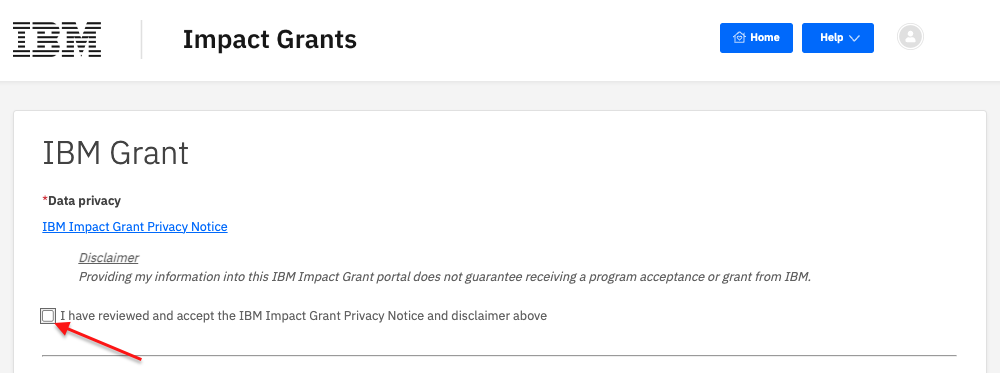 IBM
Impact Grants
Home
Help
IBM Grant
*Data privacy
IBM Impact Grant Privacy Notice
Disclaimer
Providing my information into this IBM Impact Grant portal does not guarantee receiving a program acceptance or grant from IBM.
I have reviewed and accept the IBM Impact Grant Privacy Notice and disclaimer above